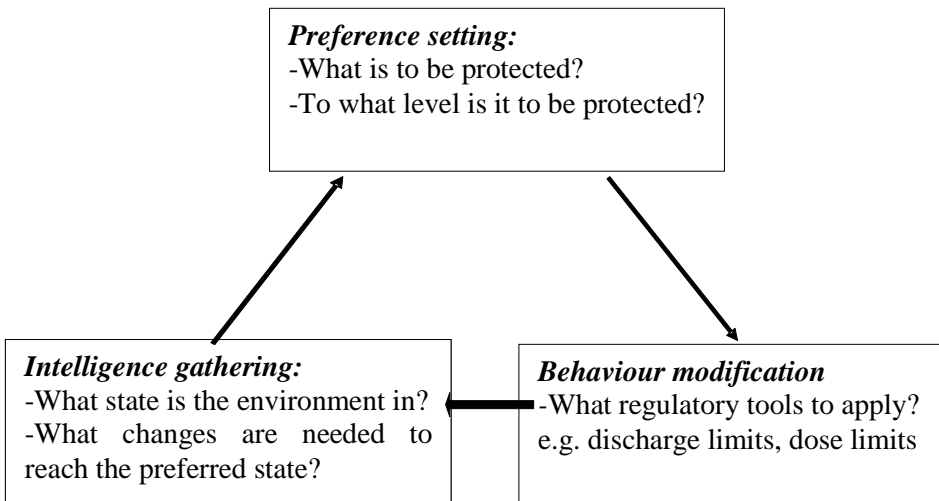 Preference setting:
-What is to be protected?
-To what level is it to be protected?
Intelligence gathering:
-What state is the environment in?
-What changes are needed to
reach the preferred state?
Behaviour modification
-What regulatory tools to apply?
e.g. discharge limits, dose limits